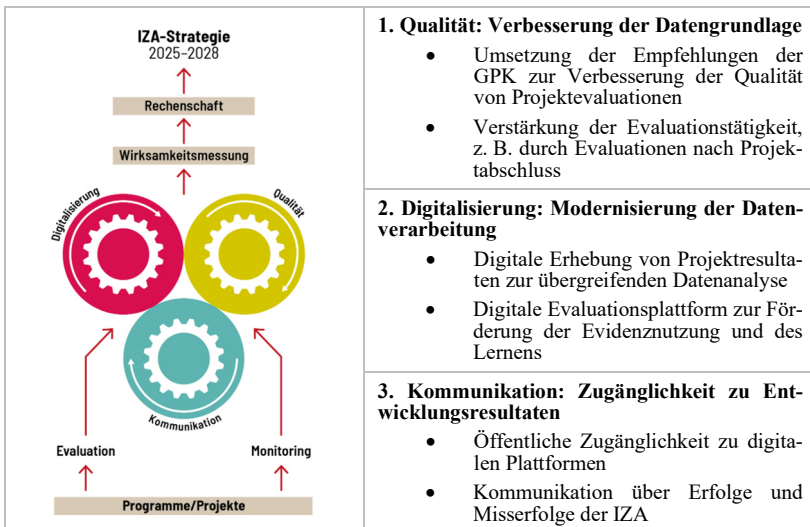 IZA-Strategie
2025-2028
Rechenschaft
Wirksamkeitsmessung
Digitalisierung
Qualität
Kommunikation
Evaluation
Monitoring
Programme/Projekte
1. Qualität: Verbesserung der Datengrundlage
• Umsetzung der Empfehlungen der
GPK zur Verbesserung der Qualität
von Projektevaluationen
• Verstärkung der Evaluationstätigkeit,
z. B. durch Evaluationen nach Projekt-
abschluss
2. Digitalisierung: Modernisierung der Daten-
verarbeitung
• Digitale Erhebung von Projektresulta-
ten zur übergreifenden Datenanalyse
• Digitale Evaluationsplattform zur För-
derung der Evidenznutzung und des
Lernens
3. Kommunikation: Zugänglichkeit zu Ent-
wicklungsresultaten
• Öffentliche Zugänglichkeit zu digita-
len Plattformen
• Kommunikation über Erfolge und
Misserfolge der IZA